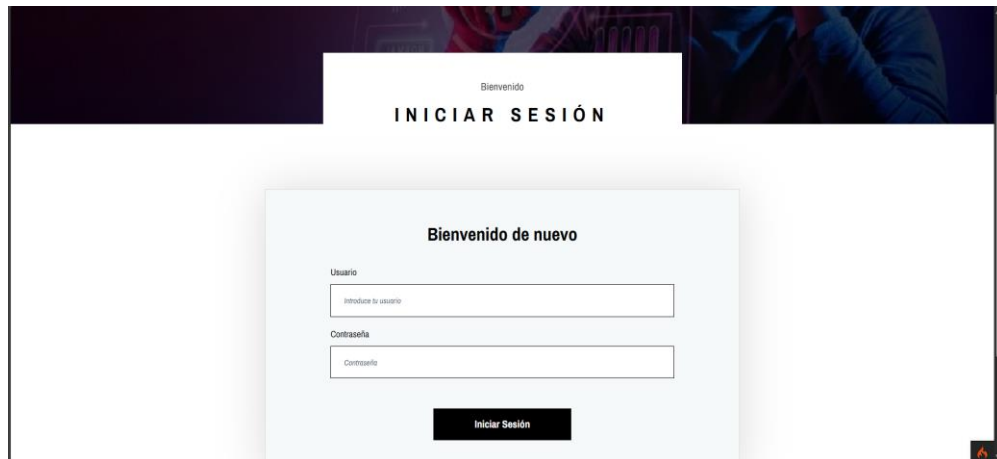 Bienvenido
INICIAR SESIÓN
Bienvenido de nuevo
Usuario
Introduce tu usuario
Contraseña
Contraseña
Iniciar Sesión